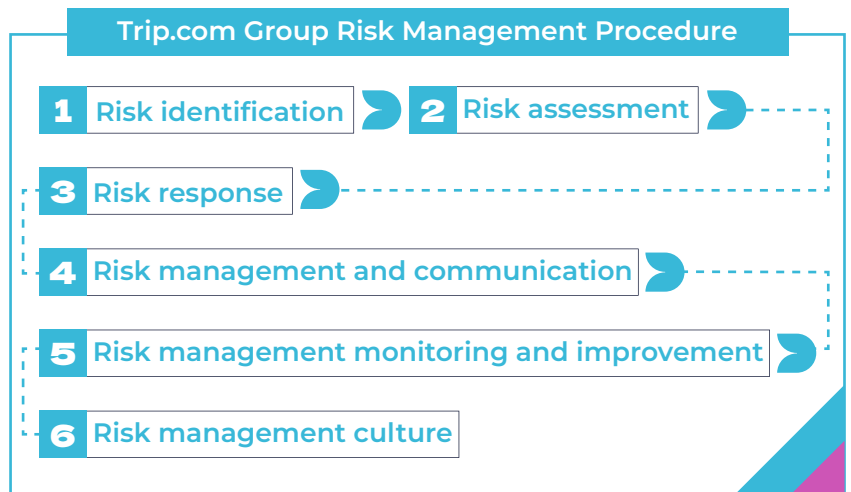 Trip.com Group Risk Management Procedure
1 Risk identification
2 Risk assessment
3 Risk response
4 Risk management and communication
5 Risk management monitoring and improvement
6 Risk management culture